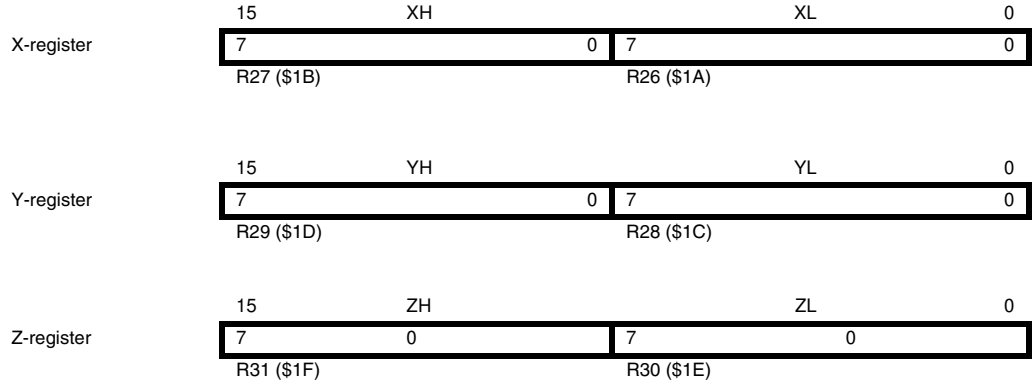 15 XH XL 0
X-register 7 0 7 0
R27 ($1B) R26 ($1A)
15 YH YL 0
Y-register 7 0 7 0
R29 ($1D) R28 ($1C)
15 ZH ZL 0
Z-register 7 0 7 0
R31 ($1F) R30 ($1E)